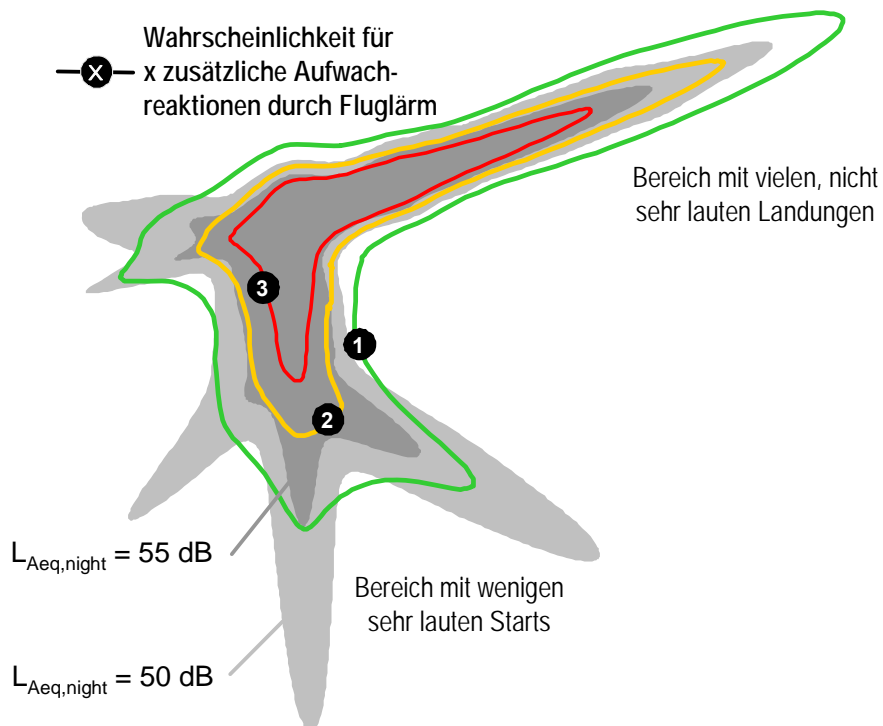 Wahrscheinlichkeit für
x zusätzliche Aufwach-
reaktionen durch Fluglärm
X
Bereich mit vielen, nicht
sehr lauten Landungen
3
1
2
L_Aeq,night = 55 dB
Bereich mit wenigen
sehr lauten Starts
L_Aeq,night = 50 dB